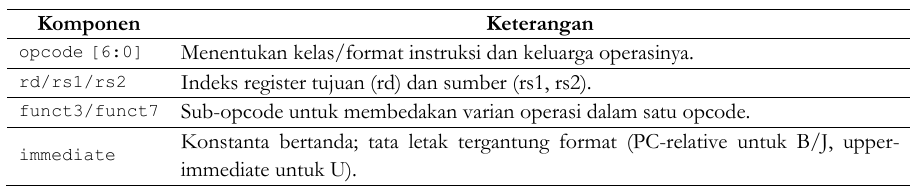 Komponen Keterangan
opcode [6:0] Menentukan kelas/format instruksi dan keluarga operasinya.
rd/rs1/rs2 Indeks register tujuan (rd) dan sumber (rs1, rs2).
funct3/funct7 Sub-opcode untuk membedakan varian operasi dalam satu opcode.
immediate Konstanta bertanda; tata letak tergantung format (PC-relative untuk B/J, upper-
immediate untuk U).